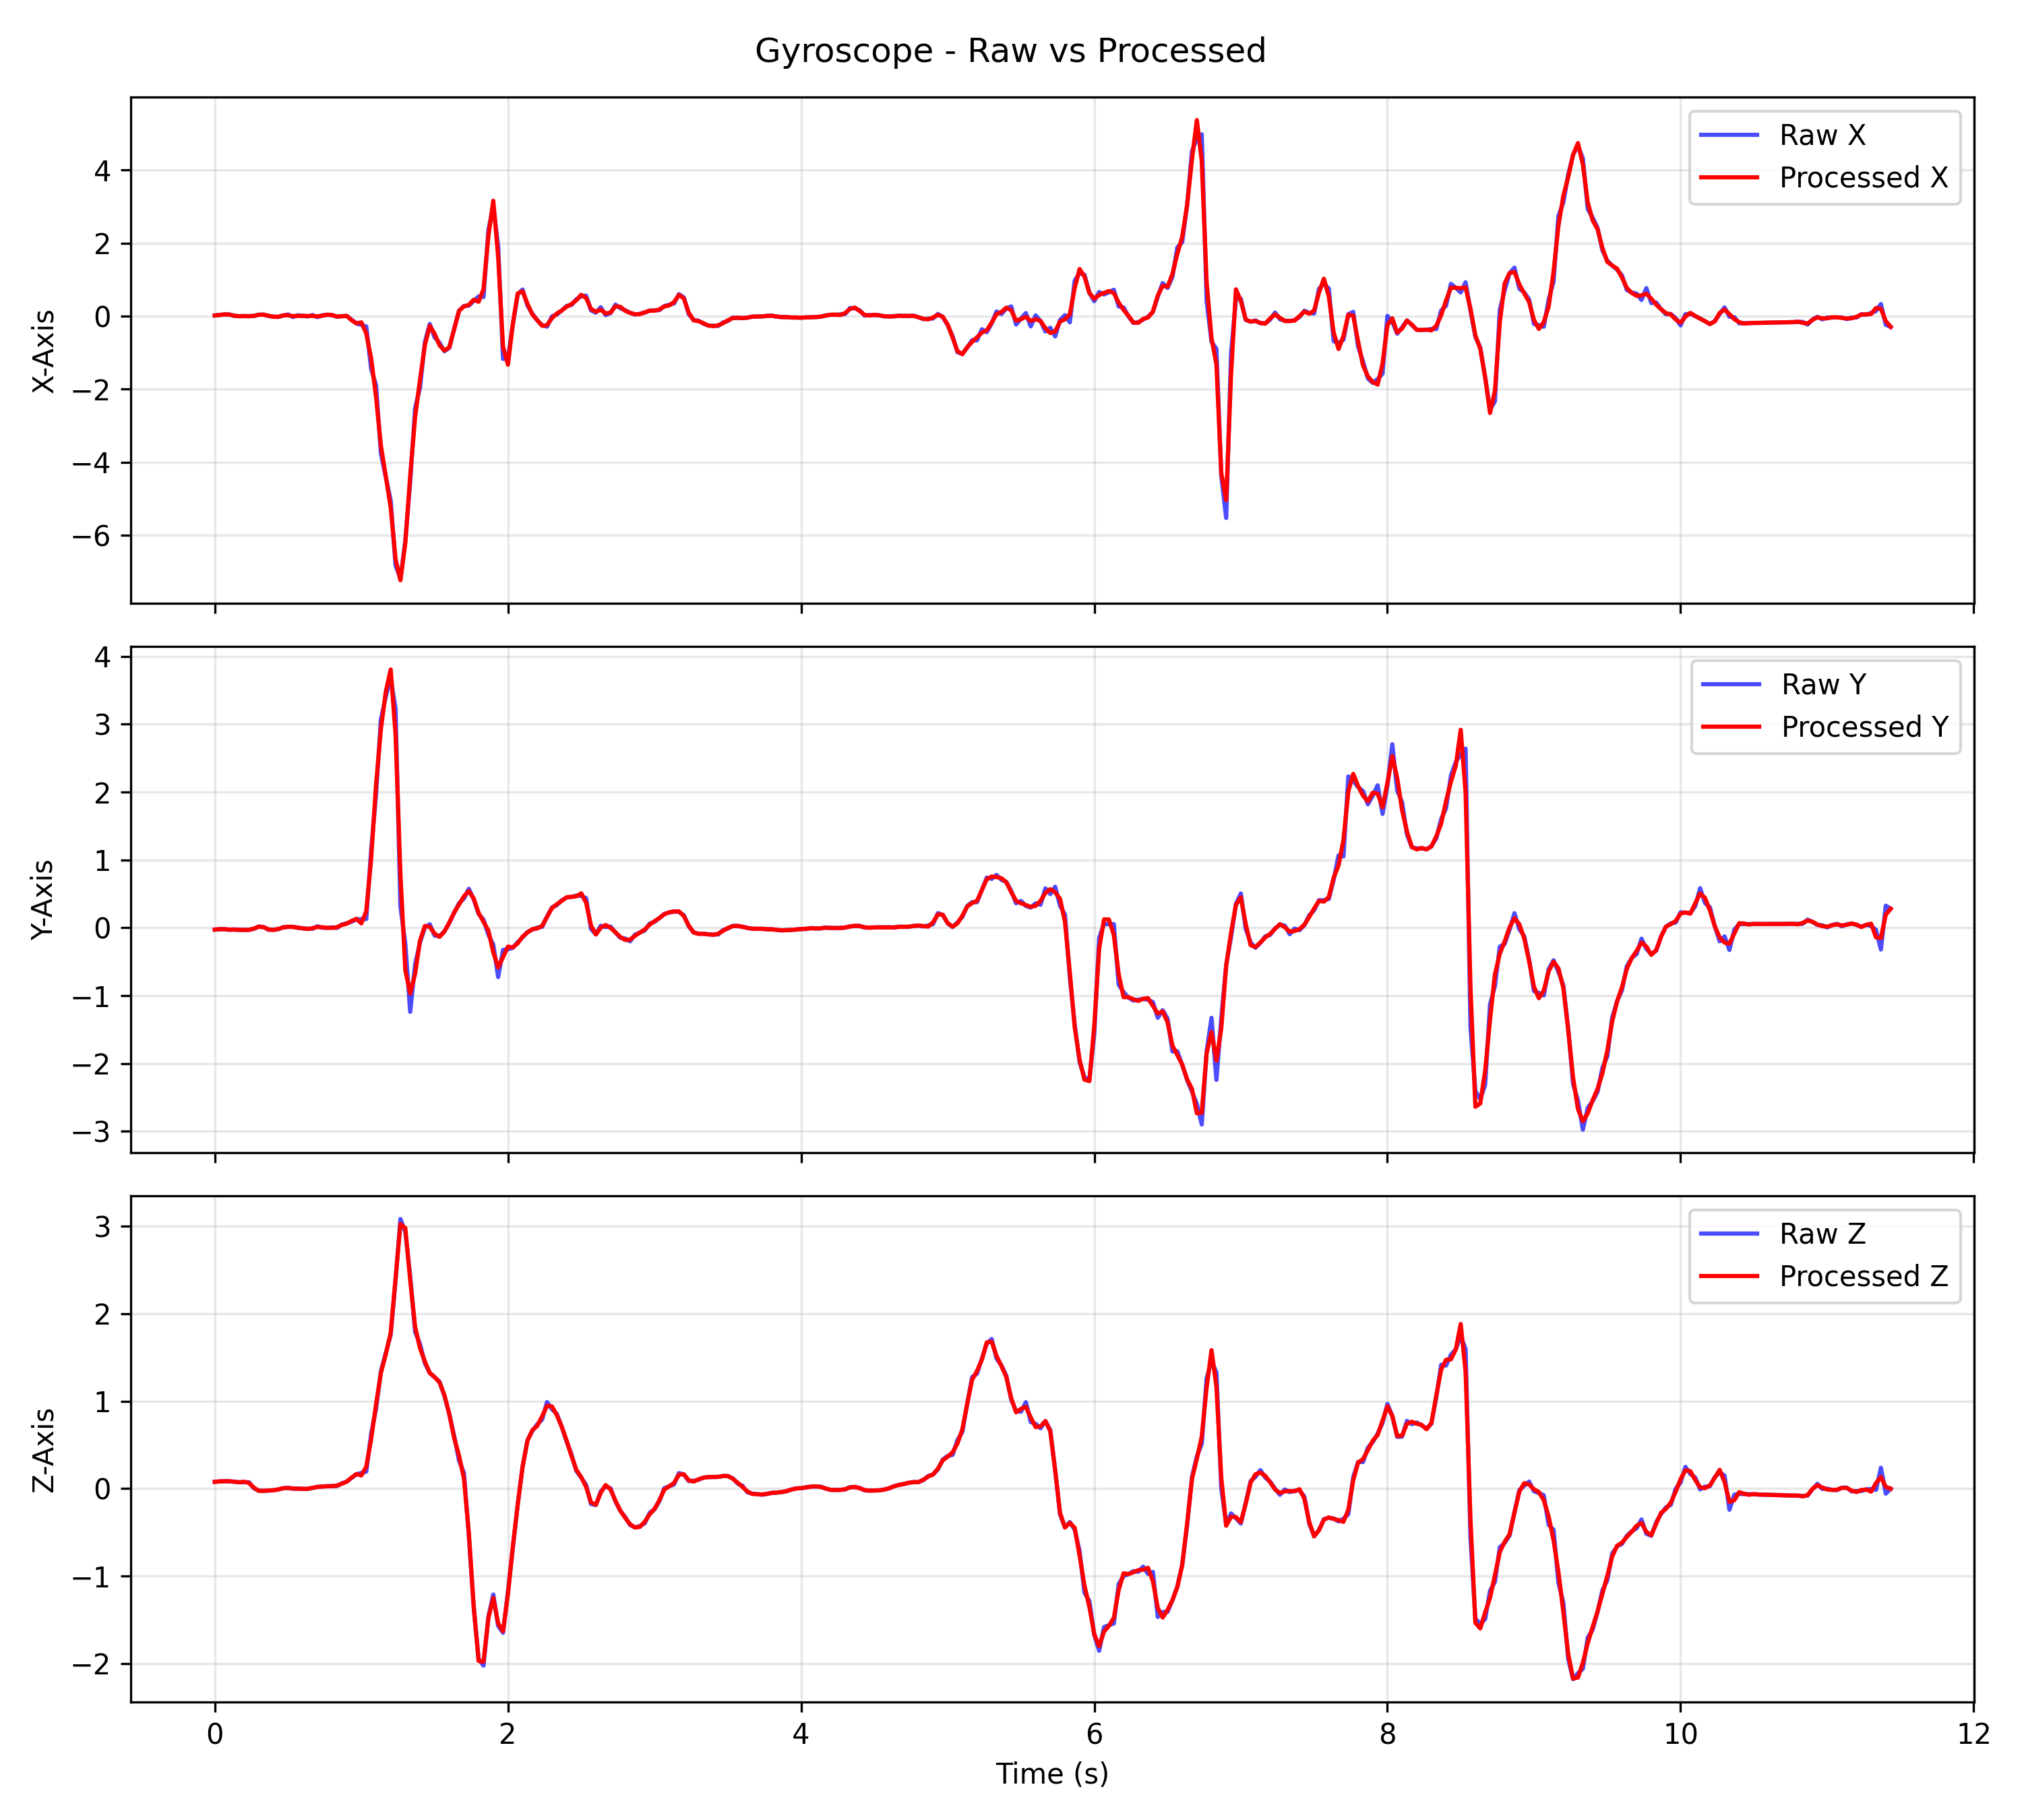 Gyroscope - Raw vs Processed
X-Axis
4
2
0
−2
−4
−6
Raw X
Processed X
Y-Axis
4
3
2
1
0
−1
−2
−3
Raw Y
Processed Y
Z-Axis
3
2
1
0
−1
−2
Raw Z
Processed Z
0 2 4 6 8 10 12
Time (s)